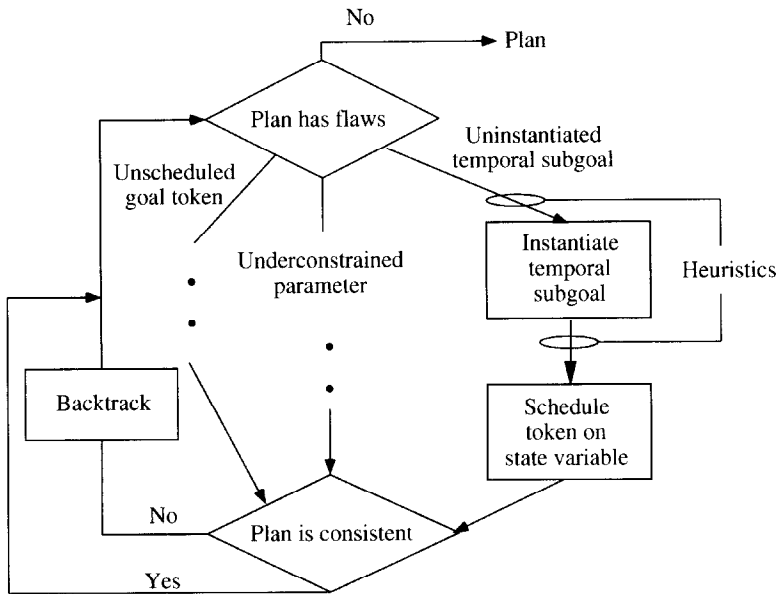 No
Plan
Plan has flaws
Uninstantiated
temporal subgoal
Unscheduled
goal token
Underconstrained
parameter
Instantiate
temporal
subgoal
Heuristics
Backtrack
Schedule
token on
state variable
No
Plan is consistent
Yes